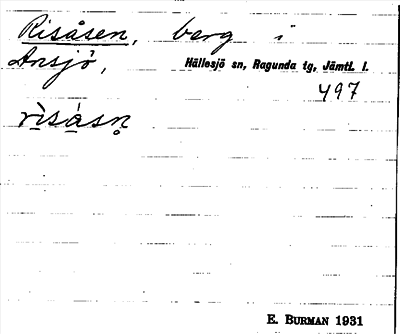 Risåsen, berg i
Ansjö, Hällesjö sn, Ragunda tg, Jämtl. l.
497
rìsåsn̥
E. BURMAN 1931